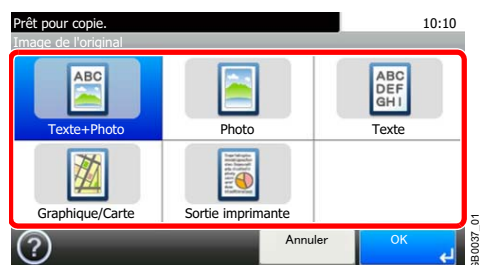 Prêt pour copie. 10:10
Image de l'original
ABC
ABC
DEF
GHI
Texte+Photo Photo Texte
Graphique/Carte Sortie imprimante
? Annuler OK
GB0037_01